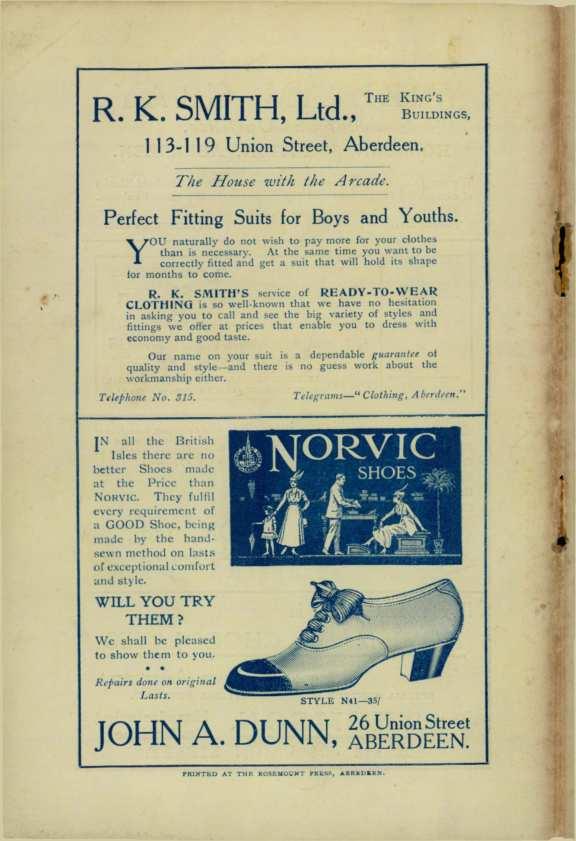 R. K. SMITH, Ltd., THE KING'S BUILDINGS,
113-119 Union Street, Aberdeen.
The House with the Arcade.
Perfect Fitting Suits for Boys and Youths.
YOU naturally do not wish to pay more for your clothes
than is necessary. At the same time you want to be
correctly fitted and get a suit that will hold its shape
for months to come.
R. K. SMITH'S service of READY-TO-WEAR
CLOTHING is so well-known that we have no hesitation
in asking you to call and see the big variety of styles and
fittings we offer at prices that enable you to dress with
economy and good taste.
Our name on your suit is a dependable guarantee of
quality and style—and there is no guess work about the
workmanship either.
Telephone No. 315. Telegrams—"Clothing, Aberdeen."
IN all the British
Isles there are no
better Shoes made
at the Price than
NORVIC. They fulfil
every requirement of
a GOOD Shoe, being
made by the hand-
sewn method on lasts
of exceptional comfort
and style.
WILL YOU TRY
THEM?
We shall be pleased
to show them to you.
Repairs done on original
Lasts.
NORVIC
SHOES
STYLE N41—35/
JOHN A. DUNN, 26 Union Street
ABERDEEN.
PRINTED AT THE ROSEMOUNT PRESS, ABERDEEN.